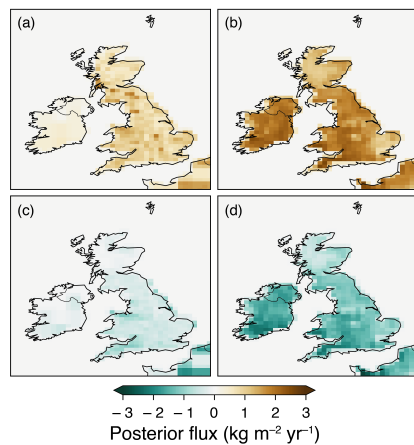 (a) (b)
(c) (d)
−3 −2 −1 0 1 2 3
Posterior flux (kg m⁻² yr⁻¹)